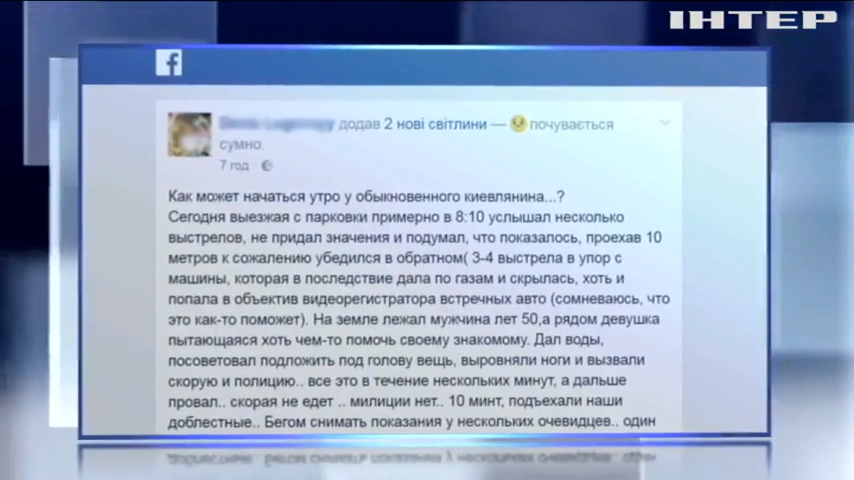 ІНТЕР
f
додав 2 нові світлини — почувається
сумно.
7 год ·
Как может начаться утро у обыкновенного киевлянина...?
Сегодня выезжая с парковки примерно в 8:10 услышал несколько
выстрелов, не придал значения и подумал, что показалось, проехав 10
метров к сожалению убедился в обратном( 3-4 выстрела в упор с
машины, которая в последствие дала по газам и скрылась, хоть и
попала в объектив видеорегистратора встречных авто (сомневаюсь, что
это как-то поможет). На земле лежал мужчина лет 50,а рядом девушка
пытающаяся хоть чем-то помочь своему знакомому. Дал воды,
посоветовал подложить под голову вещь, выровняли ноги и вызвали
скорую и полицию.. все это в течение нескольких минут, а дальше
провал.. скорая не едет .. милиции нет.. 10 минт, подъехали наши
доблестные.. Бегом снимать показания у нескольких очевидцев.. один